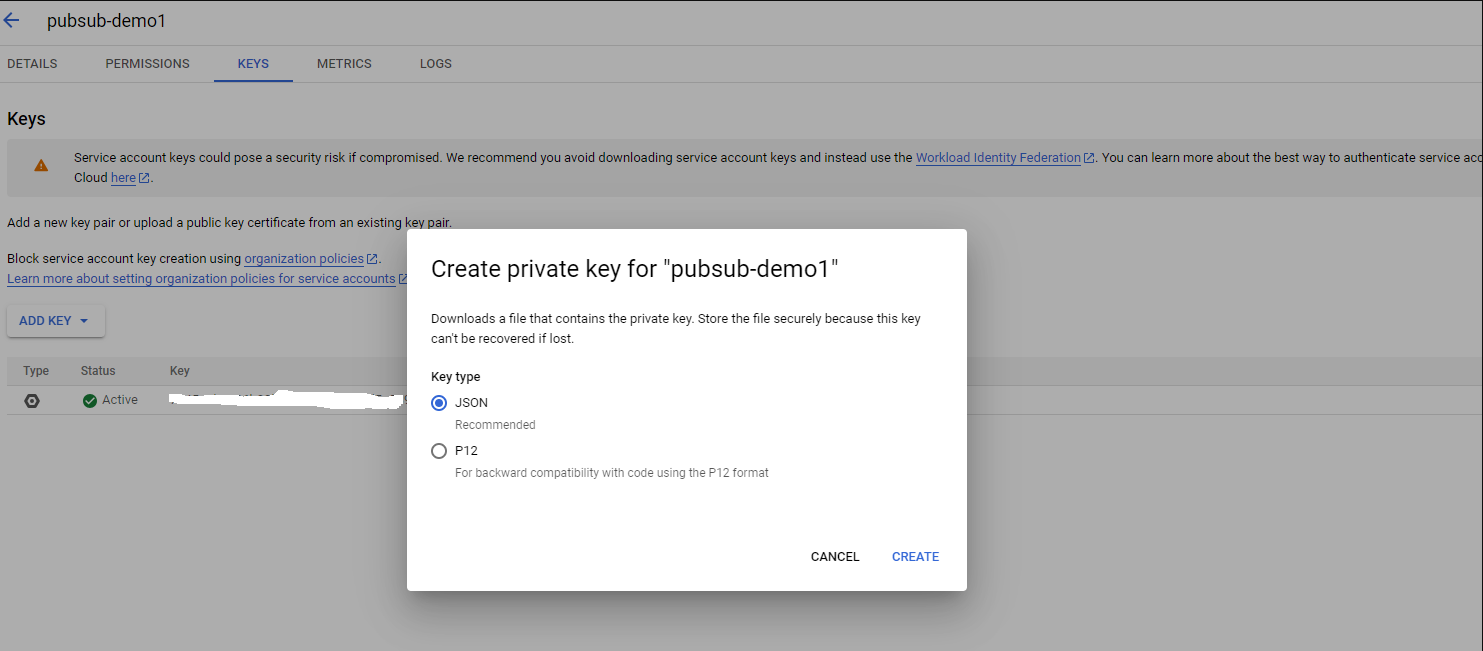 pubsub-demo1
DETAILS PERMISSIONS KEYS METRICS LOGS
Keys
Service account keys could pose a security risk if compromised. We recommend you avoid downloading service account keys and instead use the Workload Identity Federation. You can learn more about the best way to authenticate service acc
Cloud here.
Add a new key pair or upload a public key certificate from an existing key pair.
Block service account key creation using organization policies.
Learn more about setting organization policies for service accounts
ADD KEY
Type Status Key
Active
Create private key for "pubsub-demo1"
Downloads a file that contains the private key. Store the file securely because this key
can't be recovered if lost.
Key type
JSON
Recommended
P12
For backward compatibility with code using the P12 format
CANCEL CREATE